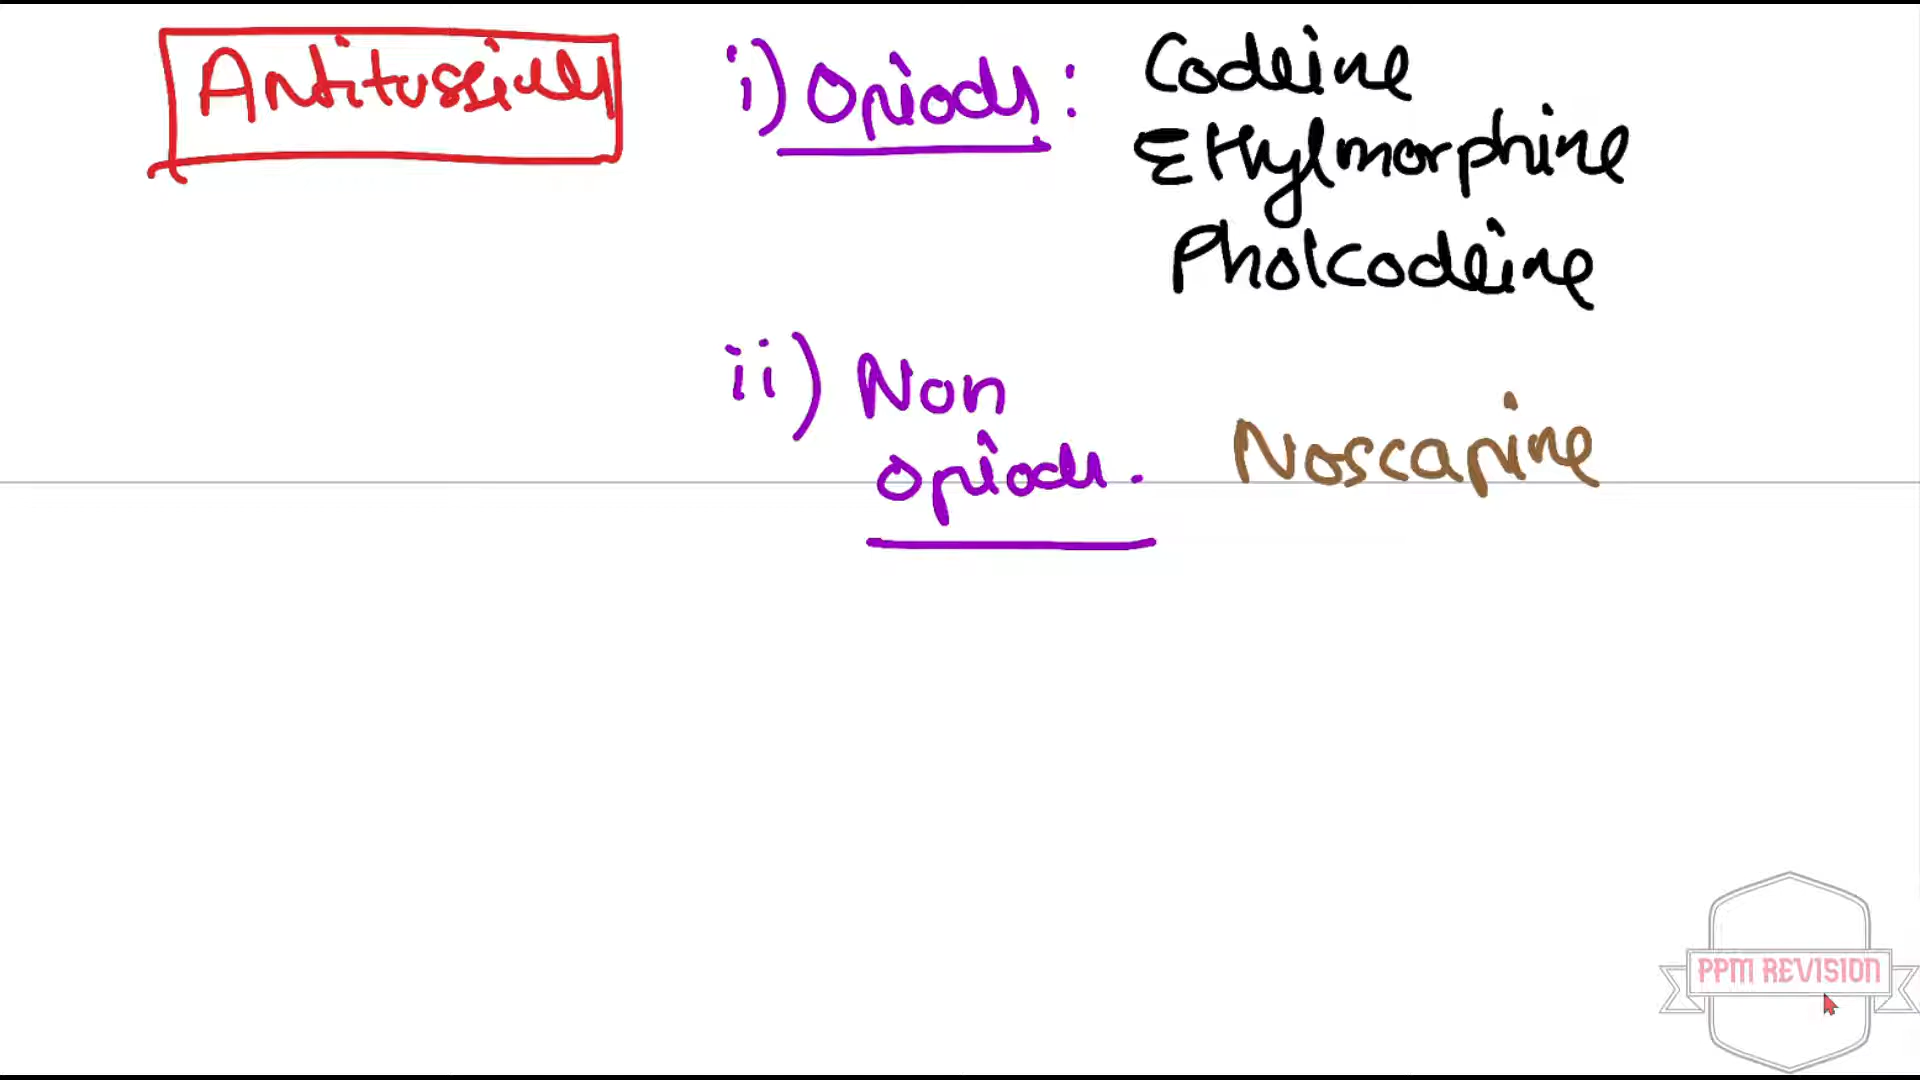 Antitussives
i) Opiods : Codeine
Ethylmorphine
Pholcodeine
ii) Non
opiods. Noscapine
PPM REVISION